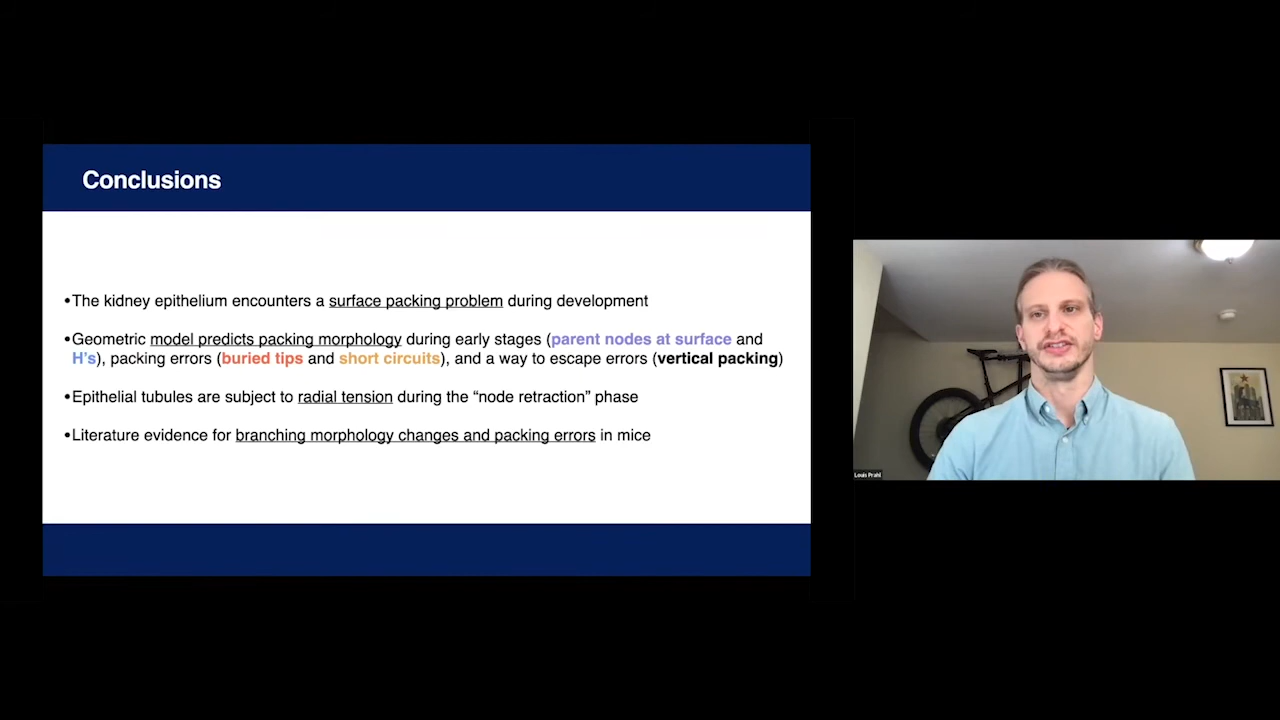 Conclusions
•The kidney epithelium encounters a surface packing problem during development
•Geometric model predicts packing morphology during early stages (parent nodes at surface and
H’s), packing errors (buried tips and short circuits), and a way to escape errors (vertical packing)
•Epithelial tubules are subject to radial tension during the “node retraction” phase
•Literature evidence for branching morphology changes and packing errors in mice
Louis Prahl